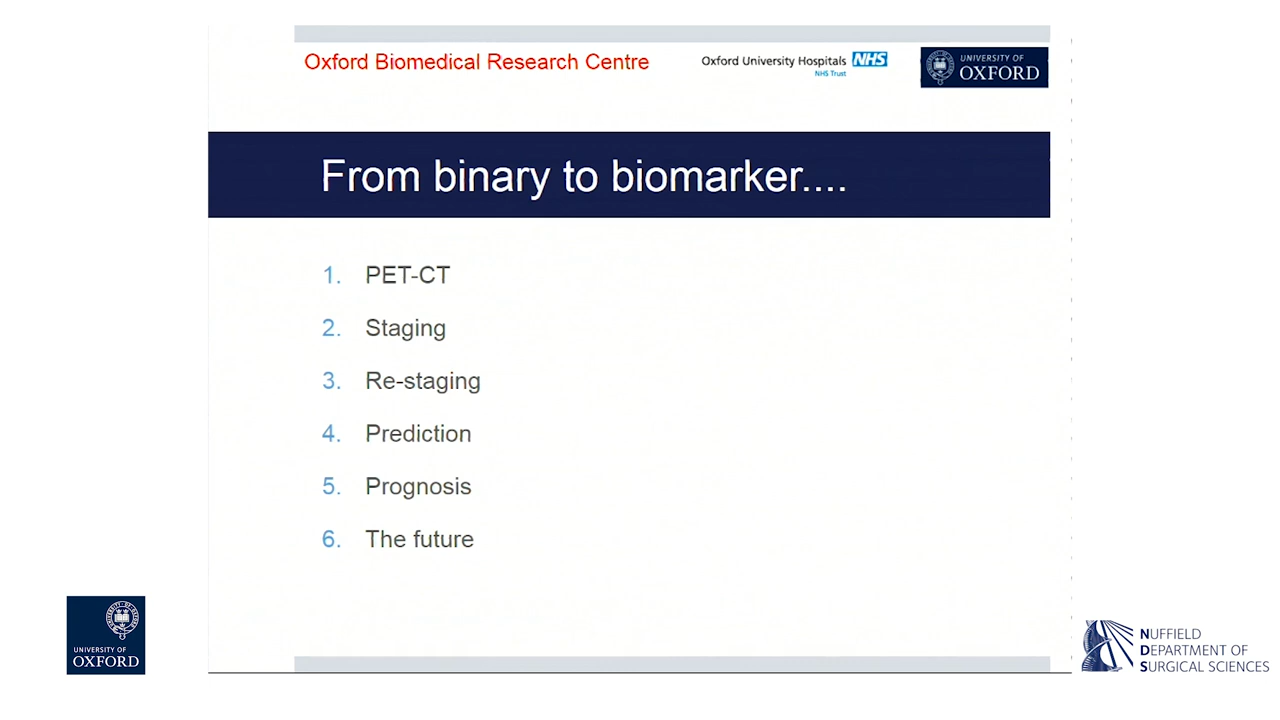 Oxford Biomedical Research Centre
Oxford University Hospitals NHS
NHS Trust
UNIVERSITY OF
OXFORD
From binary to biomarker....
1. PET-CT
2. Staging
3. Re-staging
4. Prediction
5. Prognosis
6. The future
UNIVERSITY OF
OXFORD
NUFFIELD
DEPARTMENT OF
SURGICAL SCIENCES